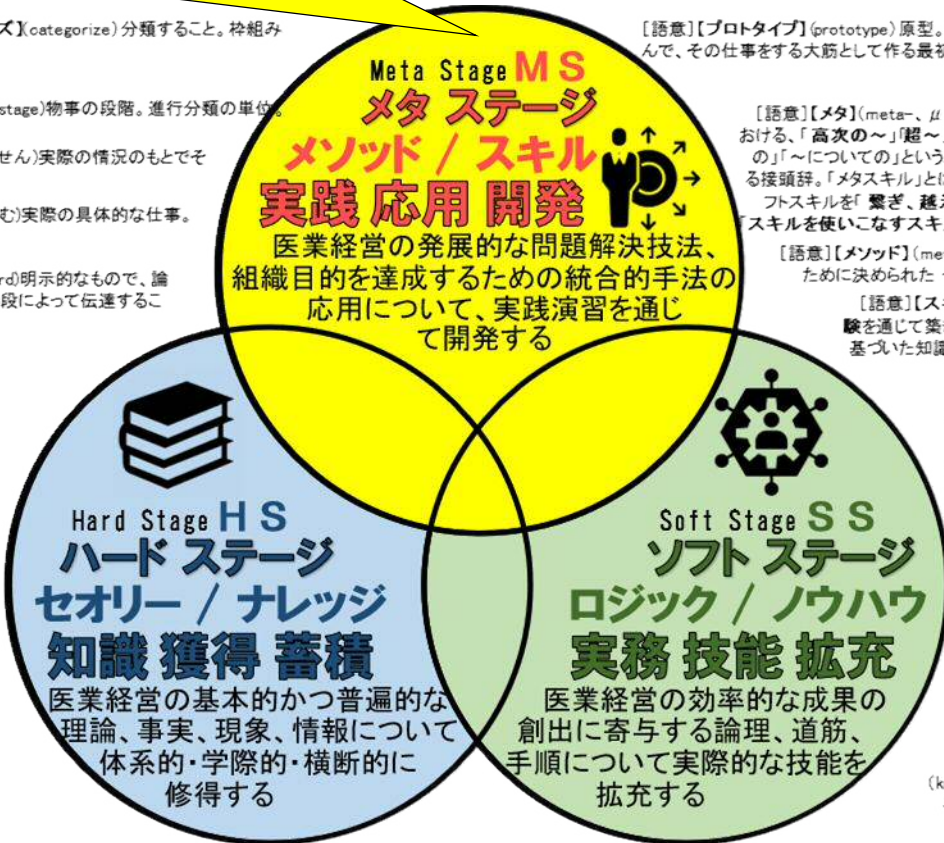 ズ】(categorize)分類すること。枠組み
stage)物事の段階。進行分類の単位。
せん)実際の情況のもとでそ
む)実際の具体的な仕事。
rd)明示的なもので、論
段によって伝達するこ
[語意]【プロトタイプ】(prototype)原型。
んで、その仕事をする大筋として作る最初
[語意]【メタ】(meta-、μ
おける、「高次の~」「超~
の」「~についての」という
る接頭辞。「メタスキル」とは
フトスキルを「繋ぎ、越え
「スキルを使いこなすスキ
[語意]【メソッド】(met
ために決められた
[語意]【スキ
験を通じて築
基づいた知識
Meta Stage MS
メタ ステージ
メソッド / スキル
実践 応用 開発
医業経営の発展的な問題解決技法、
組織目的を達成するための統合的手法の
応用について、実践演習を通じ
て開発する
Hard Stage HS
ハード ステージ
セオリー / ナレッジ
知識 獲得 蓄積
医業経営の基本的かつ普遍的な
理論、事実、現象、情報について
体系的・学際的・横断的に
修得する
Soft Stage SS
ソフト ステージ
ロジック / ノウハウ
実務 技能 拡充
医業経営の効率的な成果の
創出に寄与する論理、道筋、
手順について実際的な技能を
拡充する
(k